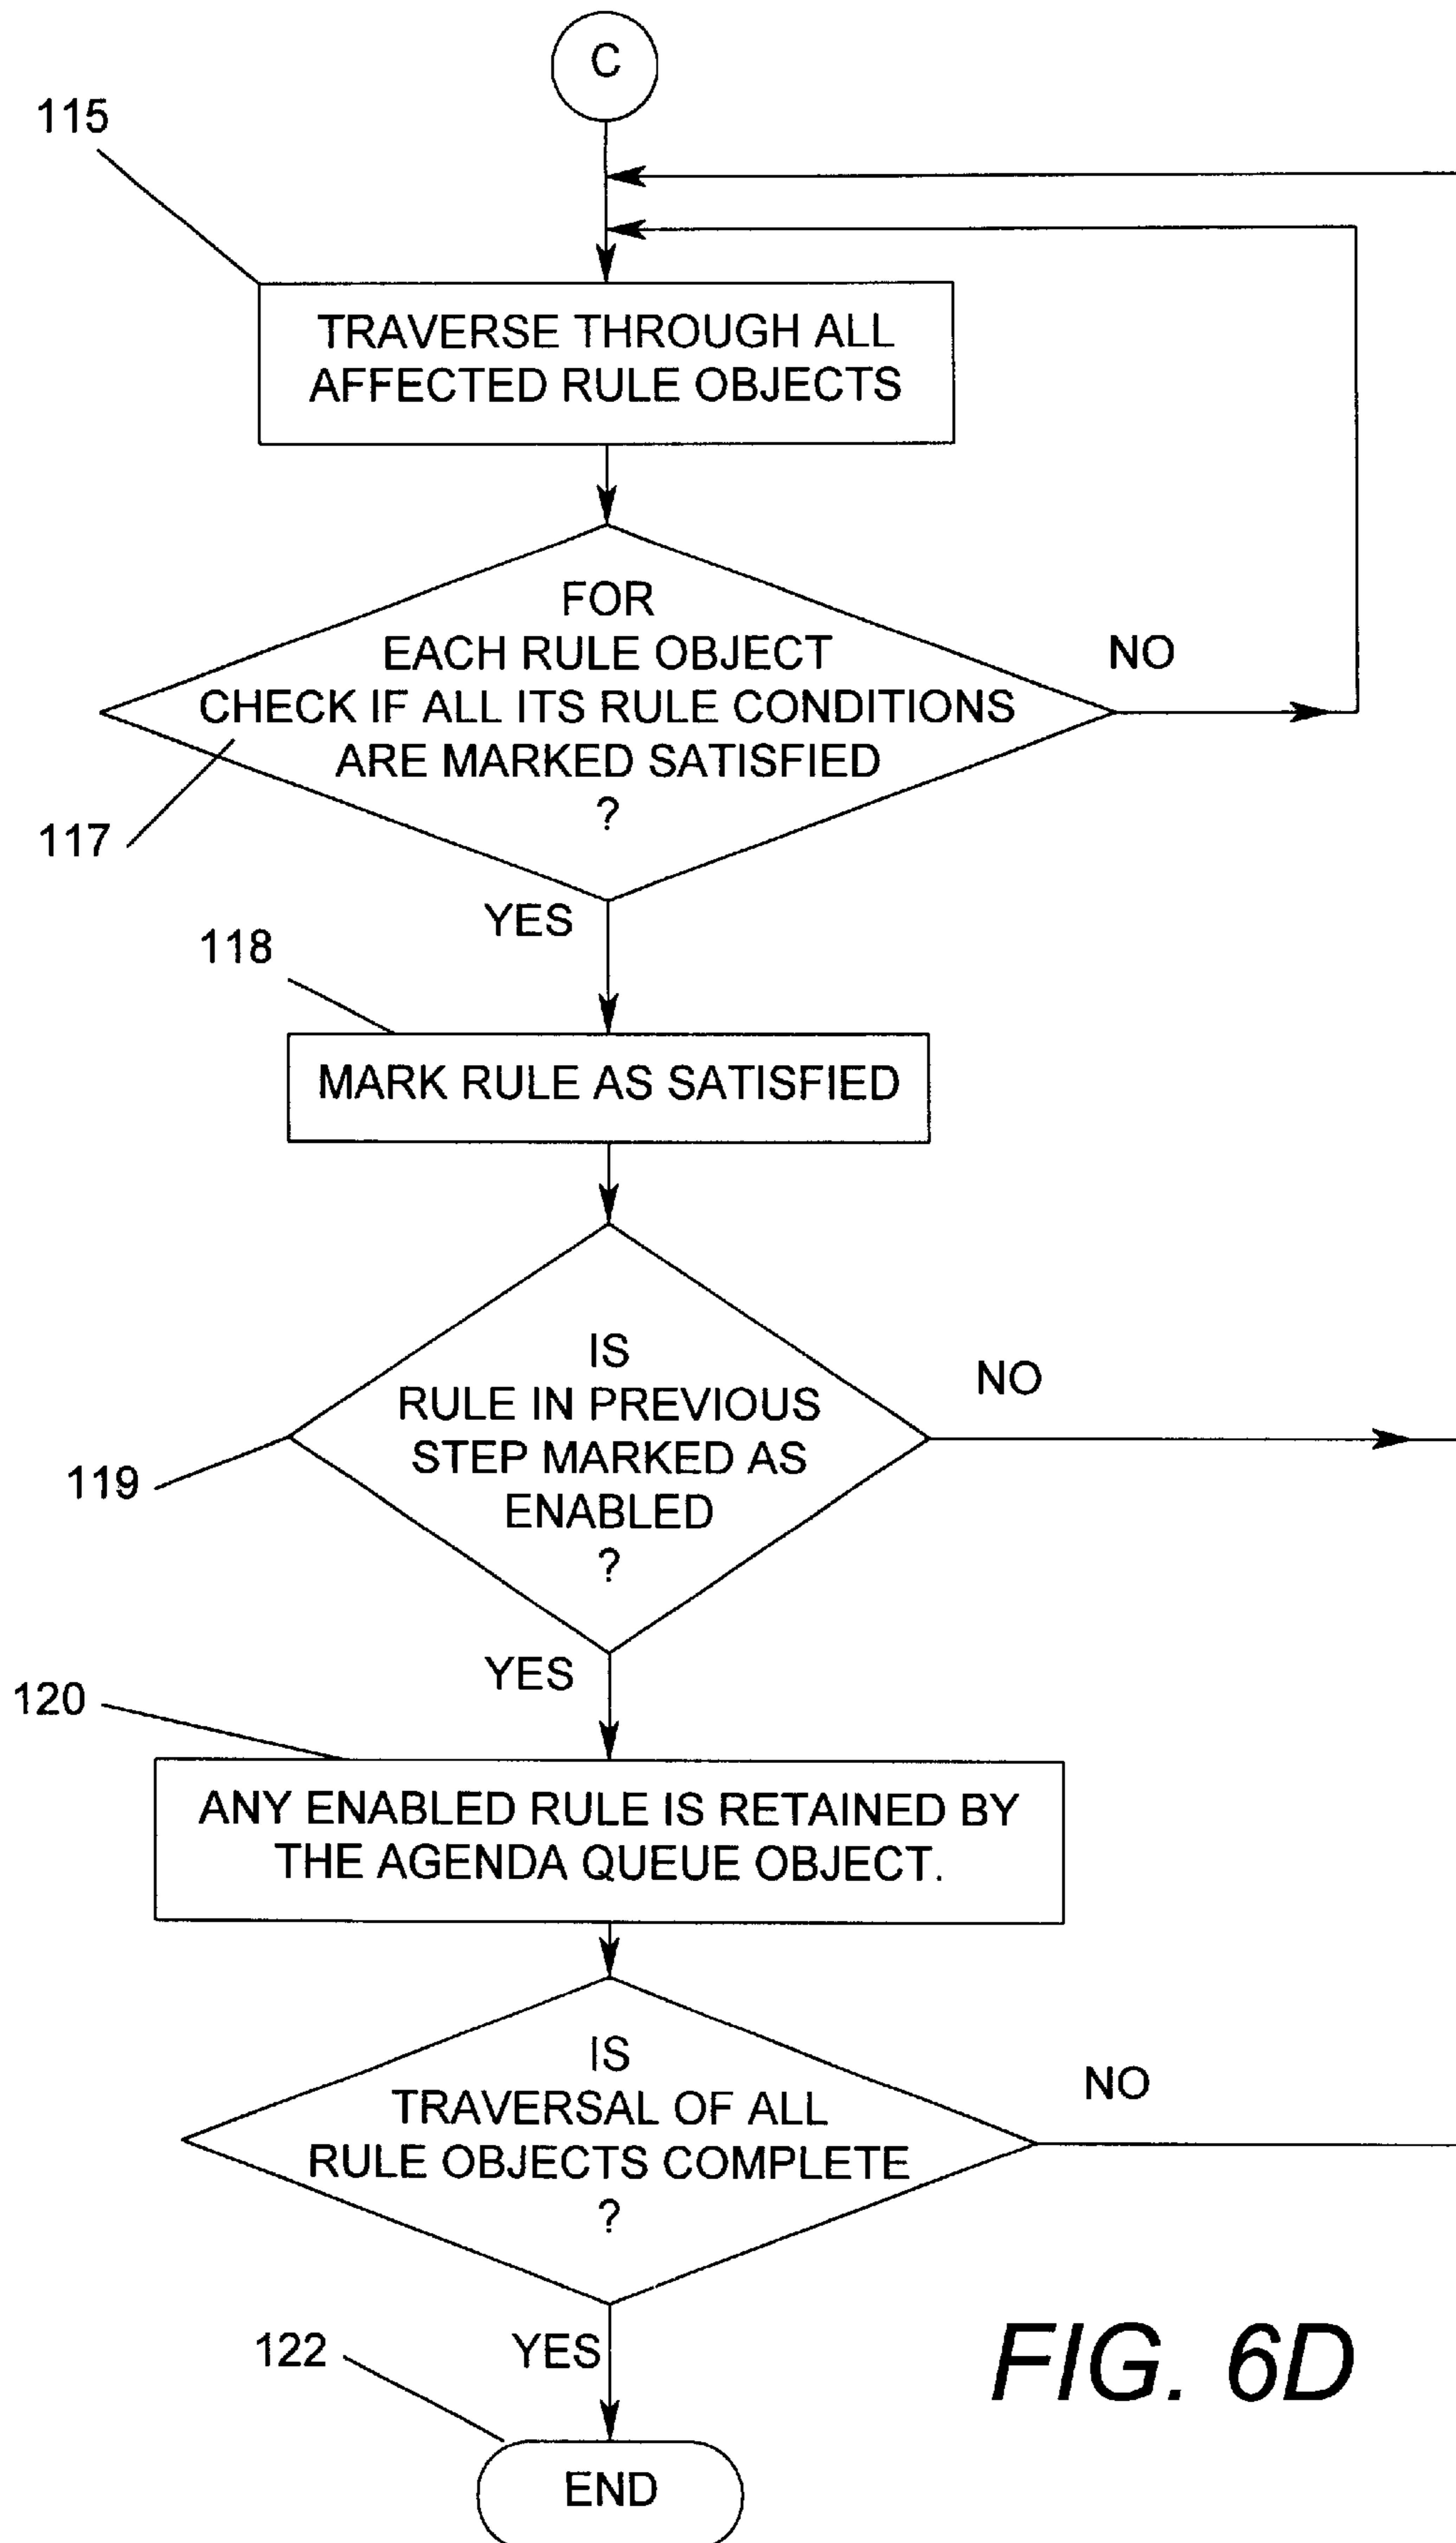 C
115
TRAVERSE THROUGH ALL
AFFECTED RULE OBJECTS
FOR
EACH RULE OBJECT
CHECK IF ALL ITS RULE CONDITIONS
ARE MARKED SATISFIED
?
NO
117
YES
118
MARK RULE AS SATISFIED
IS
RULE IN PREVIOUS
STEP MARKED AS
ENABLED
?
NO
119
YES
120
ANY ENABLED RULE IS RETAINED BY
THE AGENDA QUEUE OBJECT.
IS
TRAVERSAL OF ALL
RULE OBJECTS COMPLETE
?
NO
YES
122
END
FIG. 6D